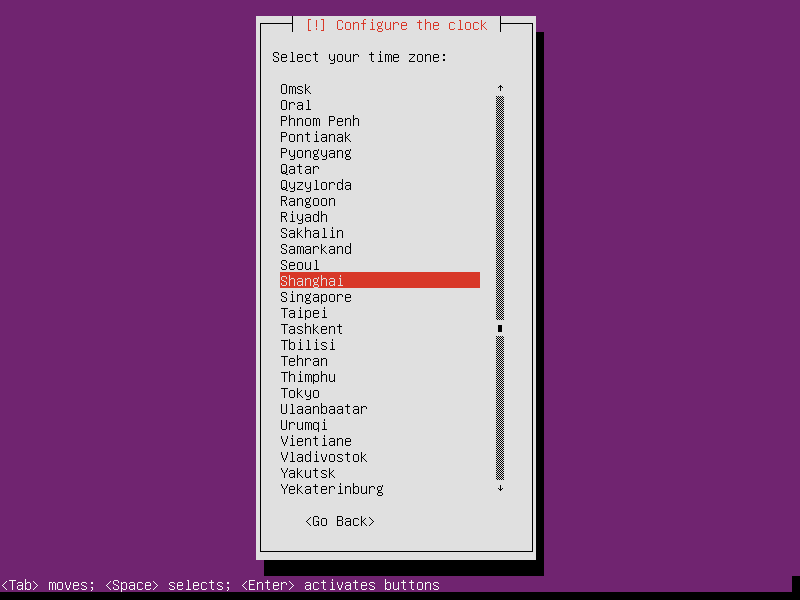 [!] Configure the clock
Select your time zone:
Omsk
Oral
Phnom Penh
Pontianak
Pyongyang
Qatar
Qyzylorda
Rangoon
Riyadh
Sakhalin
Samarkand
Seoul
Shanghai
Singapore
Taipei
Tashkent
Tbilisi
Tehran
Thimphu
Tokyo
Ulaanbaatar
Urumqi
Vientiane
Vladivostok
Yakutsk
Yekaterinburg
<Go Back>
<Tab> moves; <Space> selects; <Enter> activates buttons